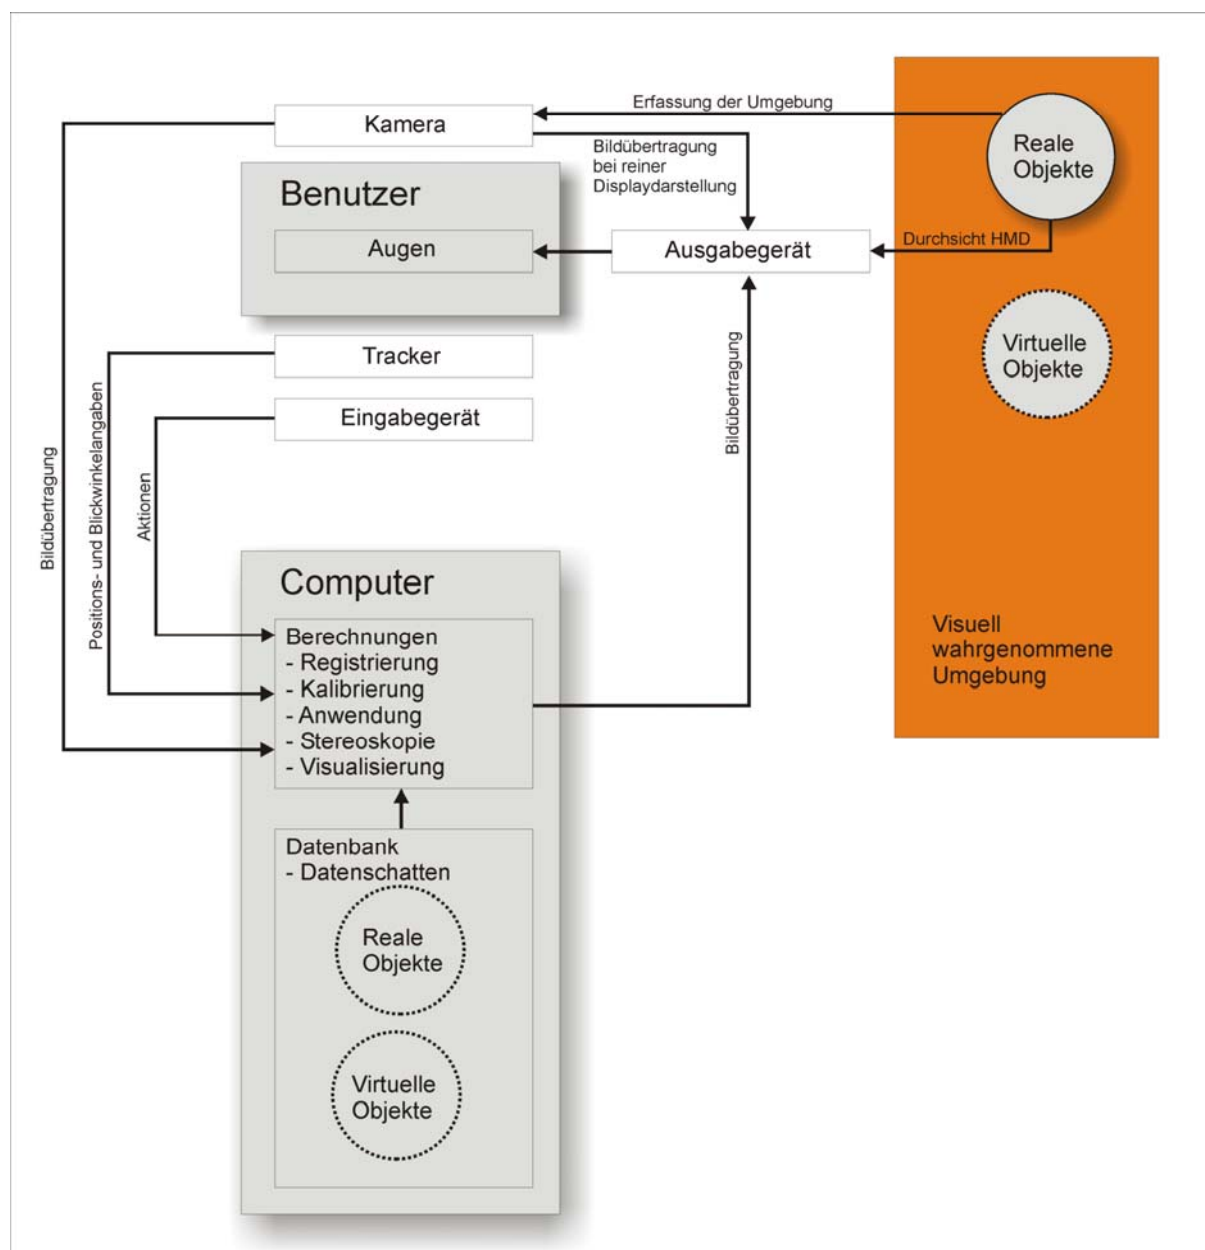 Erfassung der Umgebung
Kamera
Reale
Objekte
Bildübertragung
bei reiner
Displaydarstellung
Benutzer
Augen
Ausgabegerät
Durchsicht HMD
Virtuelle
Objekte
Tracker
Eingabegerät
Bildübertragung
Positions- und Blickwinkelangaben
Aktionen
Bildübertragung
Computer
Berechnungen
- Registrierung
- Kalibrierung
- Anwendung
- Stereoskopie
- Visualisierung
Visuell
wahrgenommene
Umgebung
Datenbank
- Datenschatten
Reale
Objekte
Virtuelle
Objekte